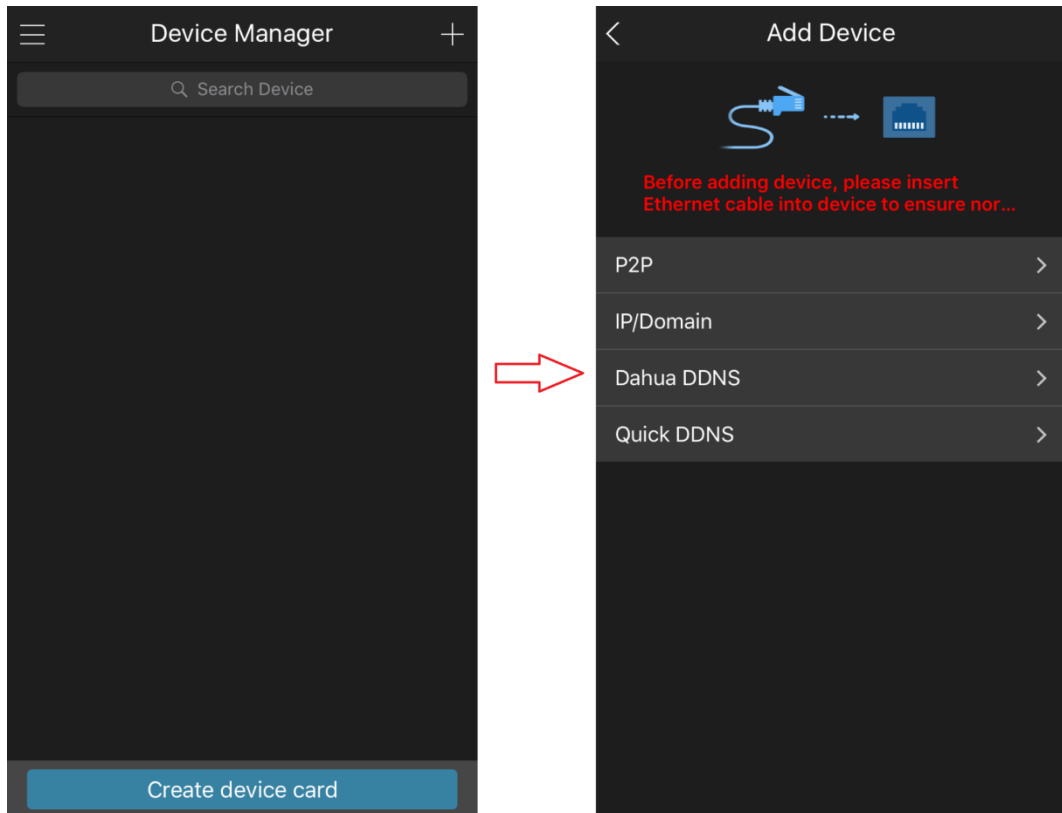 Device Manager
Search Device
Create device card
Add Device
Before adding device, please insert
Ethernet cable into device to ensure nor...
P2P
IP/Domain
Dahua DDNS
Quick DDNS